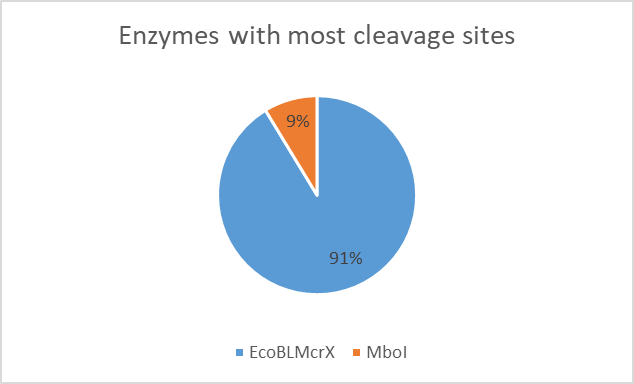 Enzymes with most cleavage sites
9%
91%
EcoBLMcrX MboI